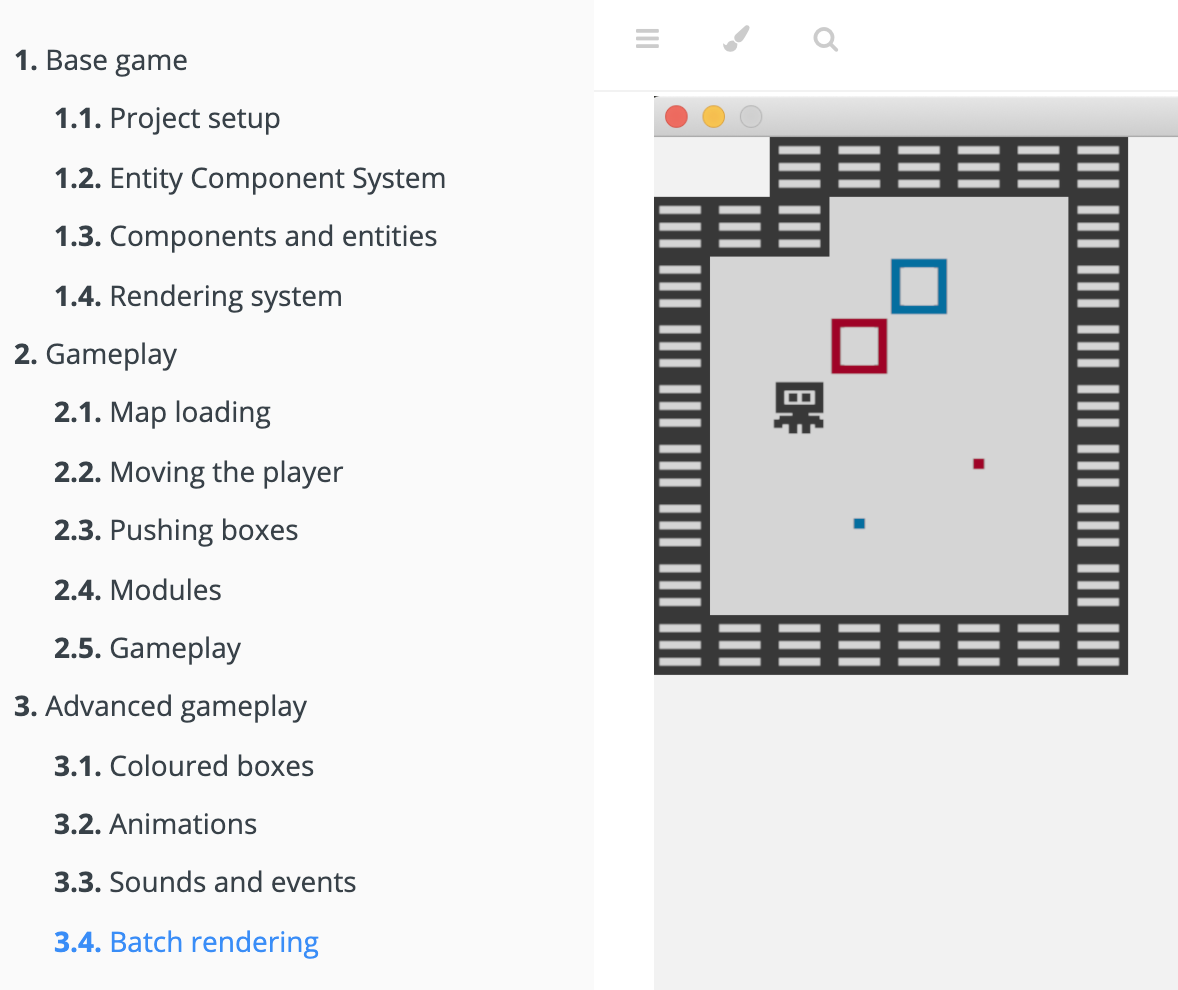 1. Base game
1.1. Project setup
1.2. Entity Component System
1.3. Components and entities
1.4. Rendering system
2. Gameplay
2.1. Map loading
2.2. Moving the player
2.3. Pushing boxes
2.4. Modules
2.5. Gameplay
3. Advanced gameplay
3.1. Coloured boxes
3.2. Animations
3.3. Sounds and events
3.4. Batch rendering